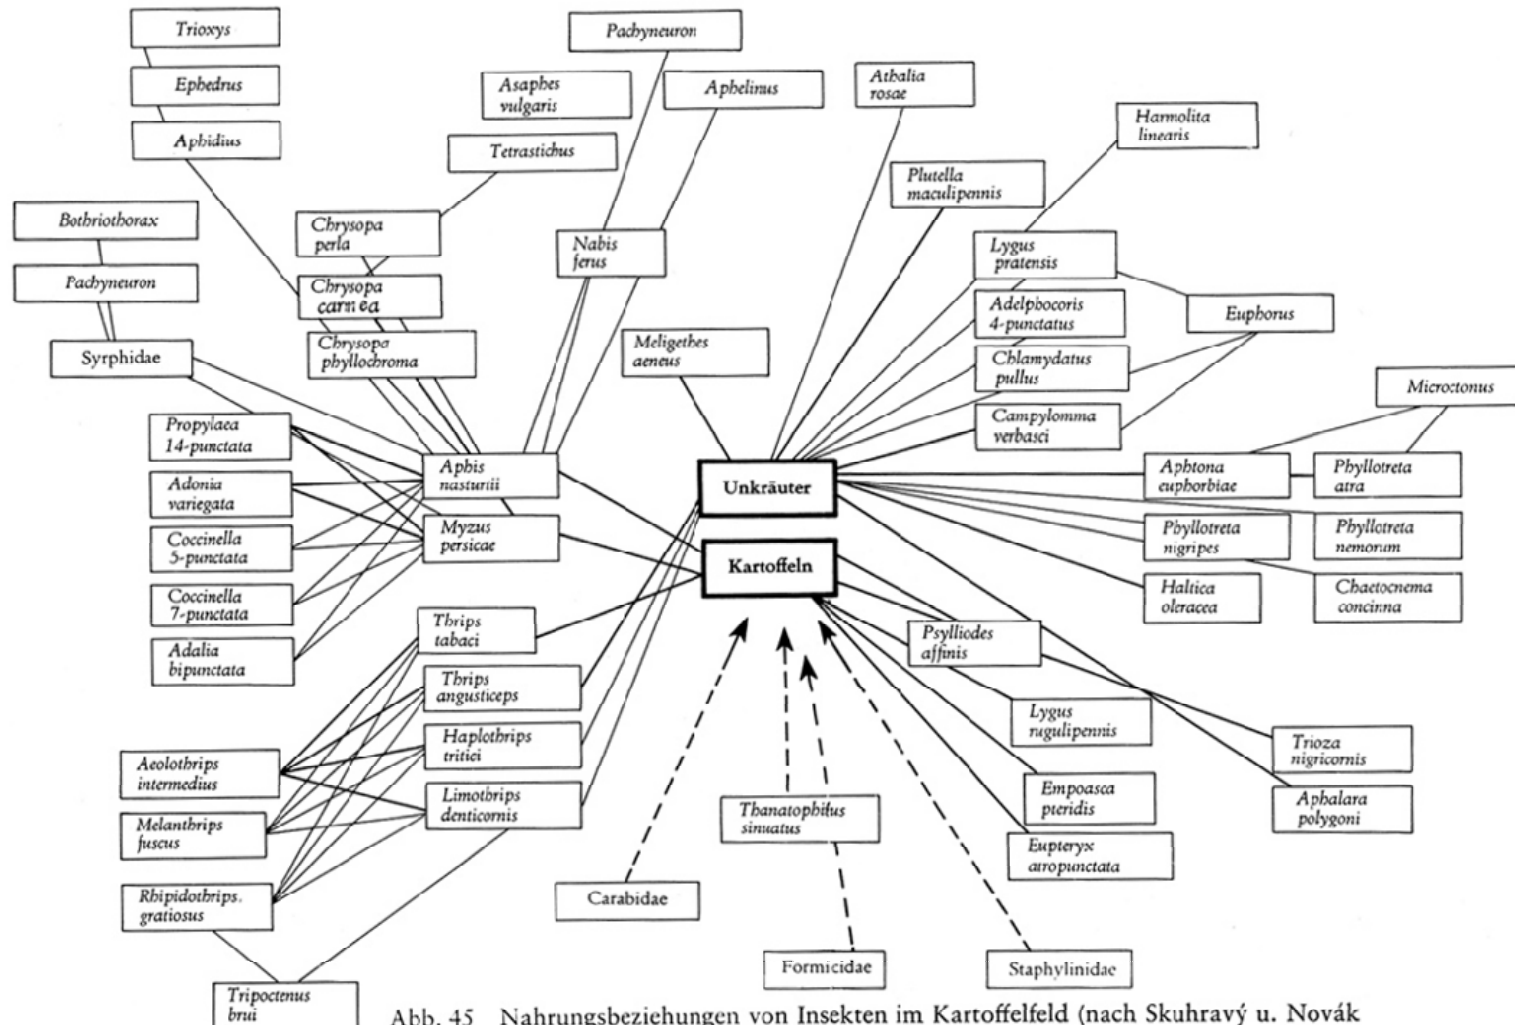 Trioxys
Ephedrus
Aphidius
Pachyneuron
Asaphes
vulgaris
Aphelinus
Tetrastichus
Athalia
rosae
Harmolita
linearis
Plutella
maculipennis
Bothriothorax
Pachyneuron
Syrphidae
Chrysopa
perla
Chrysopa
carnea
Chrysopa
phyllochroma
Nabis
ferus
Meligethes
aeneus
Lygus
pratensis
Adelphocoris
4-punctatus
Chlamydatus
pullus
Campylomma
verbasci
Euphorus
Microctonus
Propylaea
14-punctata
Adonia
variegata
Coccinella
5-punctata
Coccinella
7-punctata
Adalia
bipunctata
Aphis
nasturtii
Myzus
persicae
Unkräuter
Kartoffeln
Aphtona
euphorbiae
Phyllotreta
atra
Phyllotreta
nigripes
Phyllotreta
nemorum
Haltica
oleracea
Chaetocnema
concinna
Thrips
tabaci
Thrips
angusticeps
Haplothrips
tritici
Limothrips
denticornis
Psylliodes
affinis
Lygus
rugulipennis
Trioza
nigricornis
Empoasca
pteridis
Aphalara
polygoni
Eupteryx
atropunctata
Aeolothrips
intermedius
Melanthrips
fuscus
Rhipidothrips
gratiosus
Tripoctenus
brui
Thanatophilus
sinuatus
Carabidae
Formicidae
Staphylinidae
Abb. 45 Nahrungsbeziehungen von Insekten im Kartoffelfeld (nach Skuhravý u. Novák